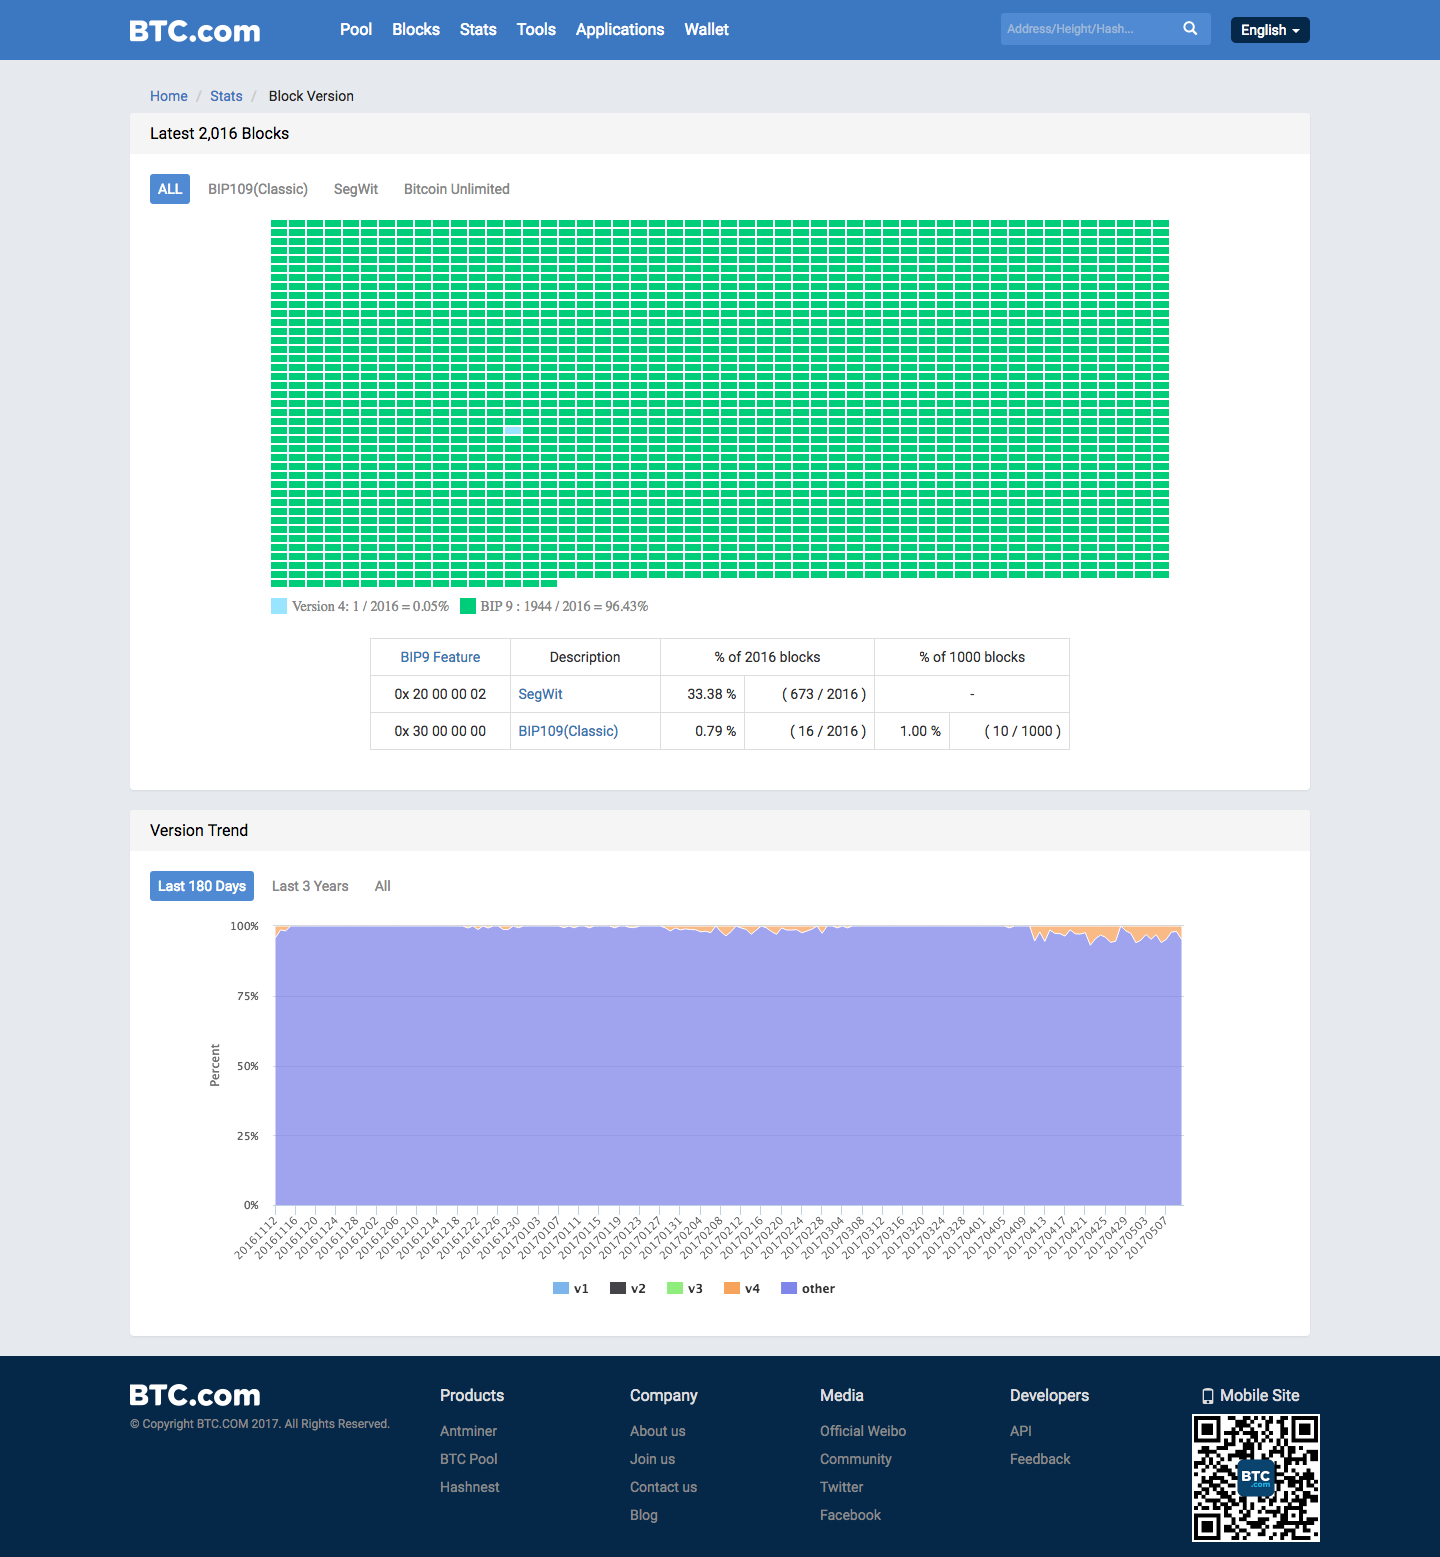 BTC.com Pool Blocks Stats Tools Applications Wallet Address/Height/Hash... English
Home / Stats / Block Version
Latest 2,016 Blocks
ALL BIP109(Classic) SegWit Bitcoin Unlimited
Version 4: 1 / 2016 = 0.05% BIP 9 : 1944 / 2016 = 96.43%
BIP9 Feature Description % of 2016 blocks % of 1000 blocks
0x 20 00 00 02 SegWit 33.38 % ( 673 / 2016 ) -
0x 30 00 00 00 BIP109(Classic) 0.79 % ( 16 / 2016 ) 1.00 % ( 10 / 1000 )
Version Trend
Last 180 Days Last 3 Years All
100%
75%
50%
25%
0%
Percent
20161112 20161116 20161120 20161124 20161128 20161202 20161206 20161210 20161214 20161218 20161222 20161226 20161230 20170103 20170107 20170111 20170115 20170119 20170123 20170127 20170131 20170204 20170208 20170212 20170216 20170220 20170224 20170228 20170304 20170308 20170312 20170316 20170320 20170324 20170328 20170401 20170405 20170409 20170413 20170417 20170421 20170425 20170429 20170503 20170507
v1 v2 v3 v4 other
BTC.com
© Copyright BTC.COM 2017. All Rights Reserved.
Products
Antminer
BTC Pool
Hashnest
Company
About us
Join us
Contact us
Blog
Media
Official Weibo
Community
Twitter
Facebook
Developers
API
Feedback
Mobile Site
BTC
.com